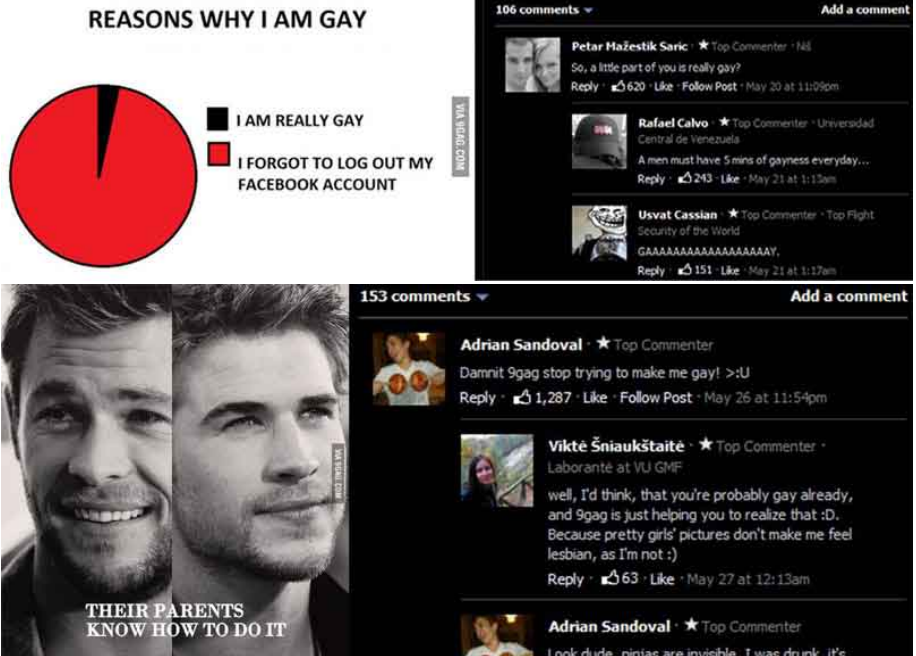 REASONS WHY I AM GAY
I AM REALLY GAY
I FORGOT TO LOG OUT MY
FACEBOOK ACCOUNT
VIA 9GAG.COM
106 comments
Add a comment
Petar Mažestik Saric · ★ Top Commenter · Niš
So, a little part of you is really gay?
Reply · 620 · Like · Follow Post · May 20 at 11:09pm
Rafael Calvo · ★ Top Commenter · Universidad
Central de Venezuela
A men must have 5 mins of gayness everyday...
Reply · 243 · Like · May 21 at 1:13am
Usvat Cassian · ★ Top Commenter · Top Flight
Security of the World
GAAAAAAAAAAAAAAAAAAY.
Reply · 151 · Like · May 21 at 1:17am
THEIR PARENTS
KNOW HOW TO DO IT
VIA 9GAG.COM
153 comments
Add a comment
Adrian Sandoval · ★ Top Commenter
Damnit 9gag stop trying to make me gay! >:U
Reply · 1,287 · Like · Follow Post · May 26 at 11:54pm
Viktė Šniaukštaitė · ★ Top Commenter ·
Laborantė at VU GMF
well, I'd think, that you're probably gay already,
and 9gag is just helping you to realize that :D.
Because pretty girls' pictures don't make me feel
lesbian, as I'm not :)
Reply · 63 · Like · May 27 at 12:13am
Adrian Sandoval · ★ Top Commenter
Look dude, ninjas are invisible, I was drunk, it's